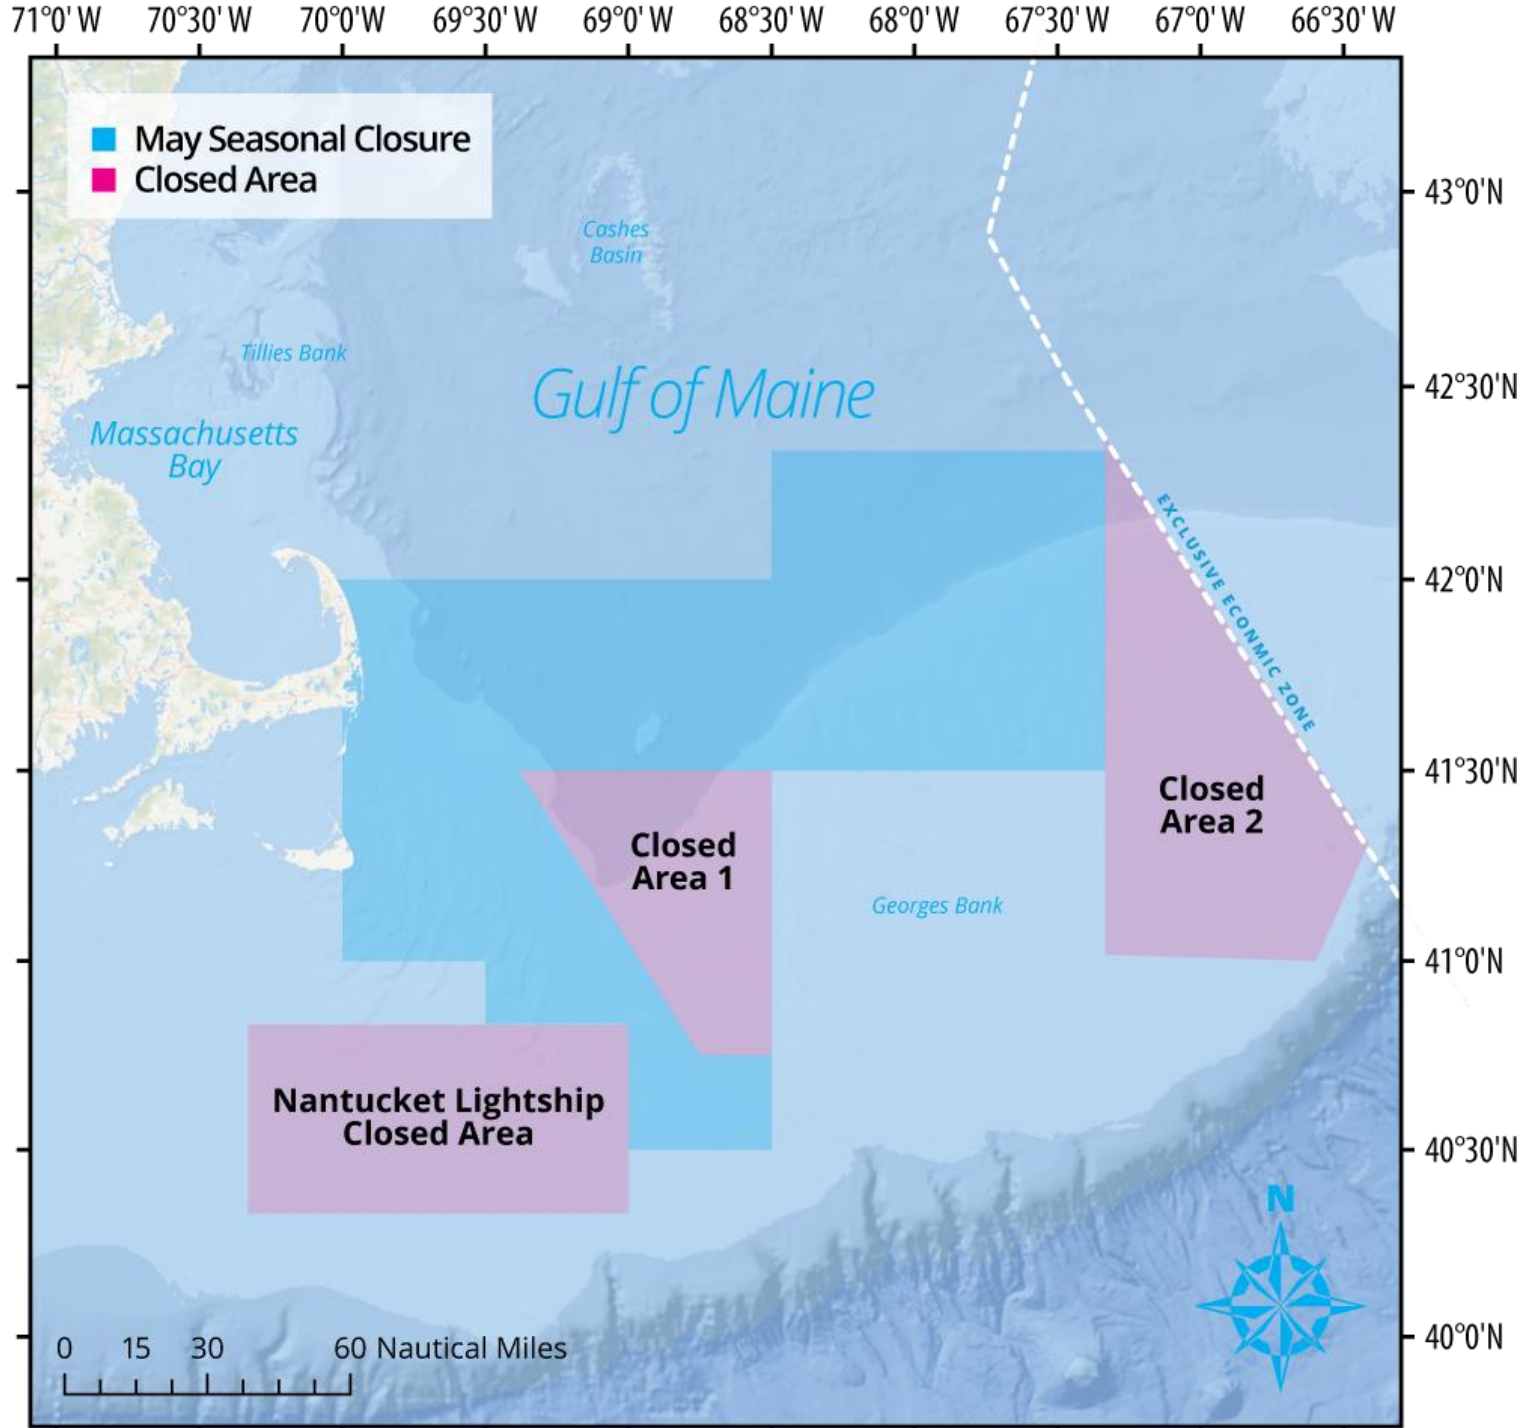 71°0'W 70°30'W 70°0'W 69°30'W 69°0'W 68°30'W 68°0'W 67°30'W 67°0'W 66°30'W
May Seasonal Closure
Closed Area
43°0'N
Cashes
Basin
Tillies Bank
Gulf of Maine
42°30'N
Massachusetts
Bay
EXCLUSIVE ECONMIC ZONE
42°0'N
41°30'N
Closed
Area 2
Closed
Area 1
Georges Bank
41°0'N
Nantucket Lightship
Closed Area
40°30'N
N
0 15 30 60 Nautical Miles
40°0'N